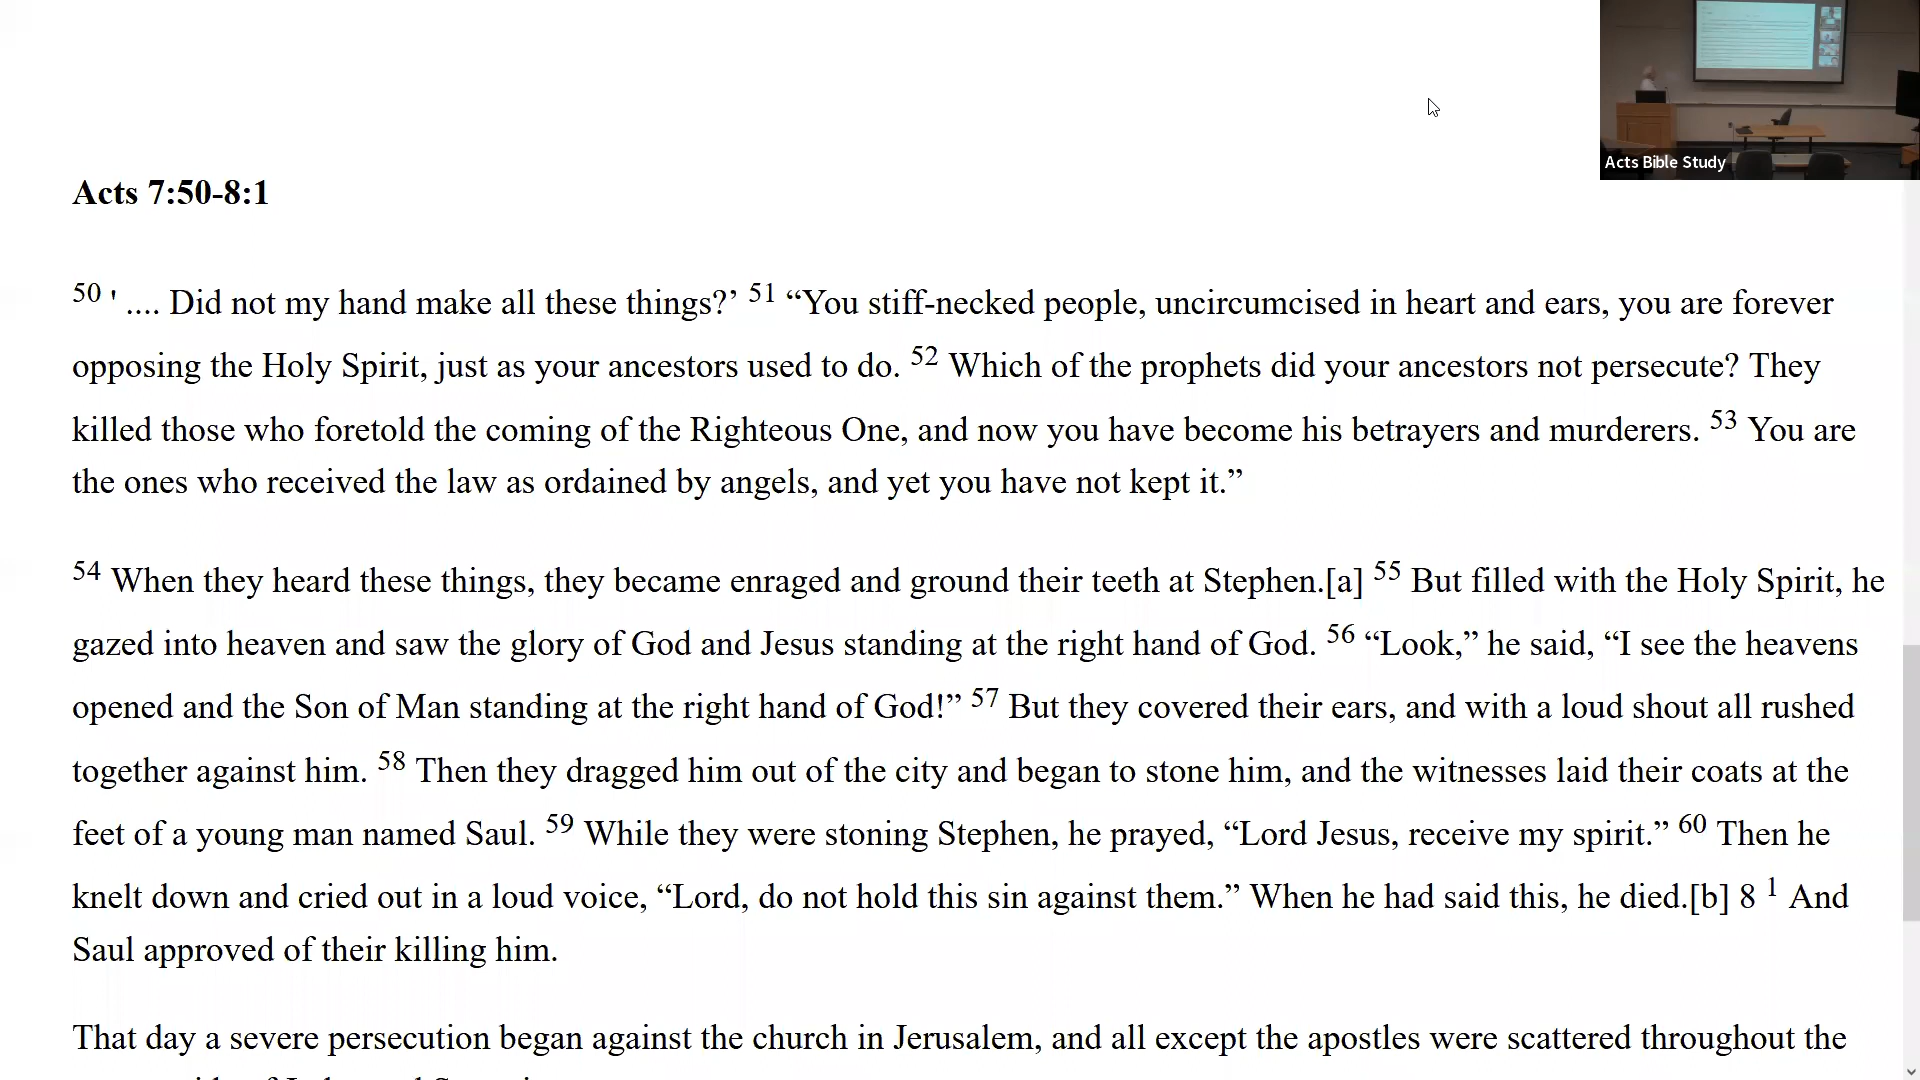 Acts Bible Study
Acts 7:50-8:1
50 ' .... Did not my hand make all these things?’ 51 “You stiff-necked people, uncircumcised in heart and ears, you are forever
opposing the Holy Spirit, just as your ancestors used to do. 52 Which of the prophets did your ancestors not persecute? They
killed those who foretold the coming of the Righteous One, and now you have become his betrayers and murderers. 53 You are
the ones who received the law as ordained by angels, and yet you have not kept it.”
54 When they heard these things, they became enraged and ground their teeth at Stephen.[a] 55 But filled with the Holy Spirit, he
gazed into heaven and saw the glory of God and Jesus standing at the right hand of God. 56 “Look,” he said, “I see the heavens
opened and the Son of Man standing at the right hand of God!” 57 But they covered their ears, and with a loud shout all rushed
together against him. 58 Then they dragged him out of the city and began to stone him, and the witnesses laid their coats at the
feet of a young man named Saul. 59 While they were stoning Stephen, he prayed, “Lord Jesus, receive my spirit.” 60 Then he
knelt down and cried out in a loud voice, “Lord, do not hold this sin against them.” When he had said this, he died.[b] 8 1 And
Saul approved of their killing him.
That day a severe persecution began against the church in Jerusalem, and all except the apostles were scattered throughout the